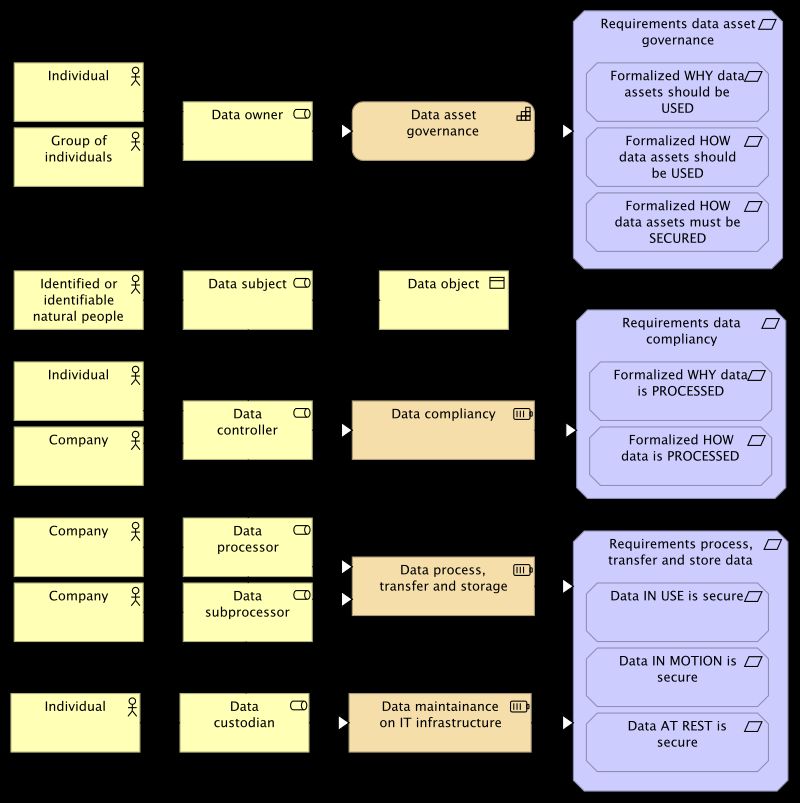 Requirements data asset
governance
Individual
Formalized WHY data
assets should be
USED
Data owner
Data asset
governance
Group of
individuals
Formalized HOW
data assets should
be USED
Formalized HOW
data assets must be
SECURED
Identified or
identifiable
natural people
Data subject
Data object
Requirements data
compliancy
Individual
Formalized WHY data
is PROCESSED
Data
controller
Data compliancy
Company
Formalized HOW
data is PROCESSED
Company
Data
processor
Requirements process,
transfer and store data
Data process,
transfer and storage
Company
Data
subprocessor
Data IN USE is secure
Data IN MOTION is
secure
Individual
Data
custodian
Data maintainance
on IT infrastructure
Data AT REST is
secure